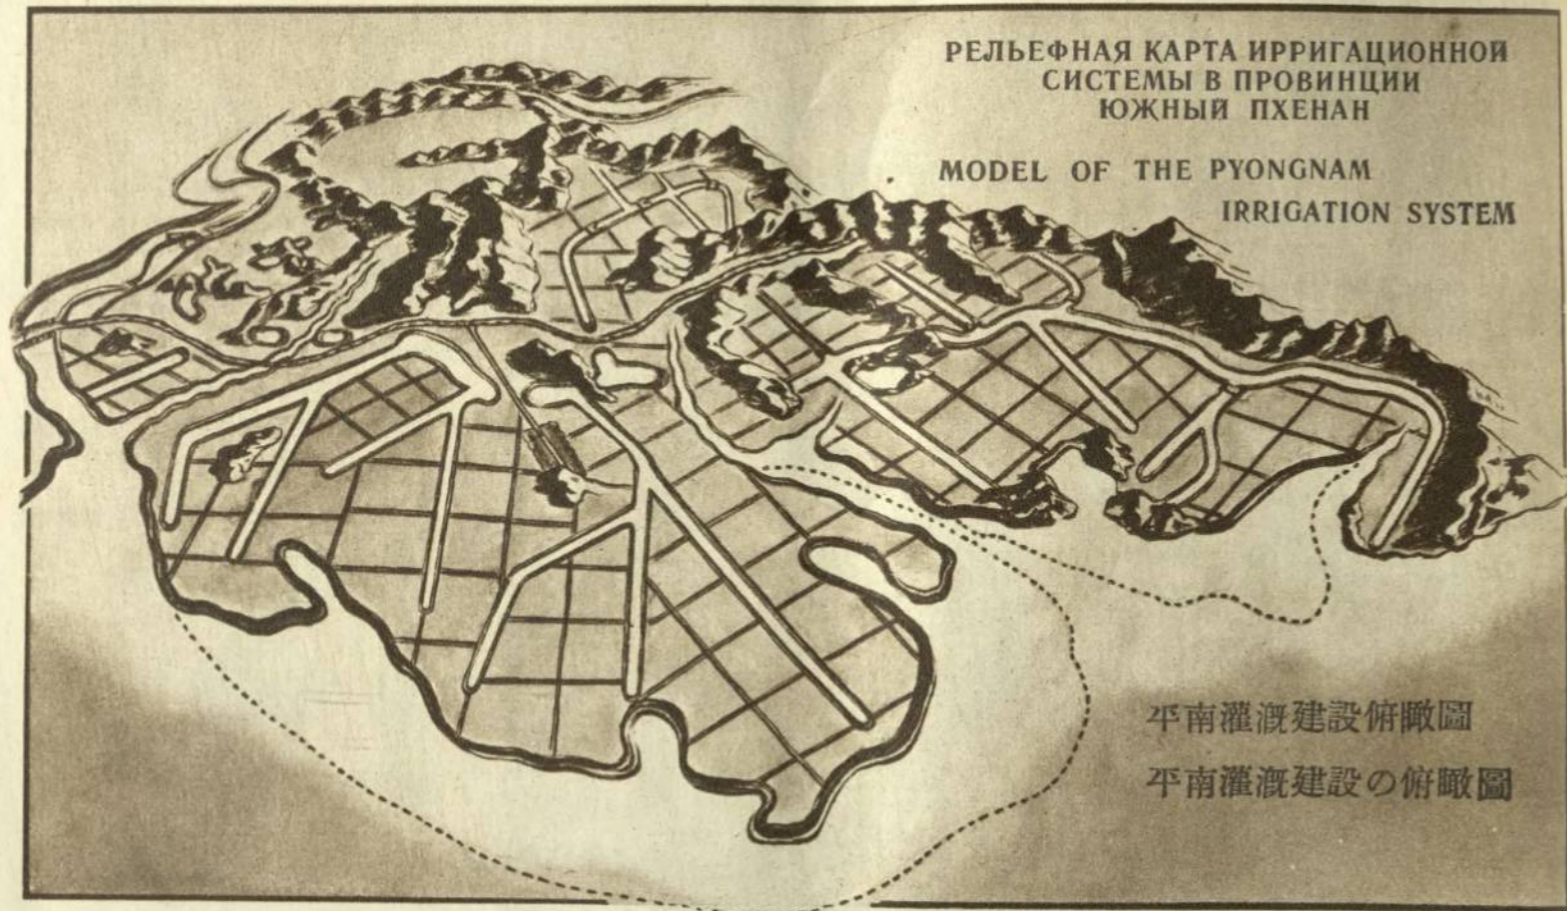 РЕЛЬЕФНАЯ КАРТА ИРРИГАЦИОННОЙ
СИСТЕМЫ В ПРОВИНЦИИ
ЮЖНЫЙ ПХЕНАН
MODEL OF THE PYONGNAM
IRRIGATION SYSTEM
平南灌漑建設俯瞰圖
平南灌漑建設の俯瞰圖